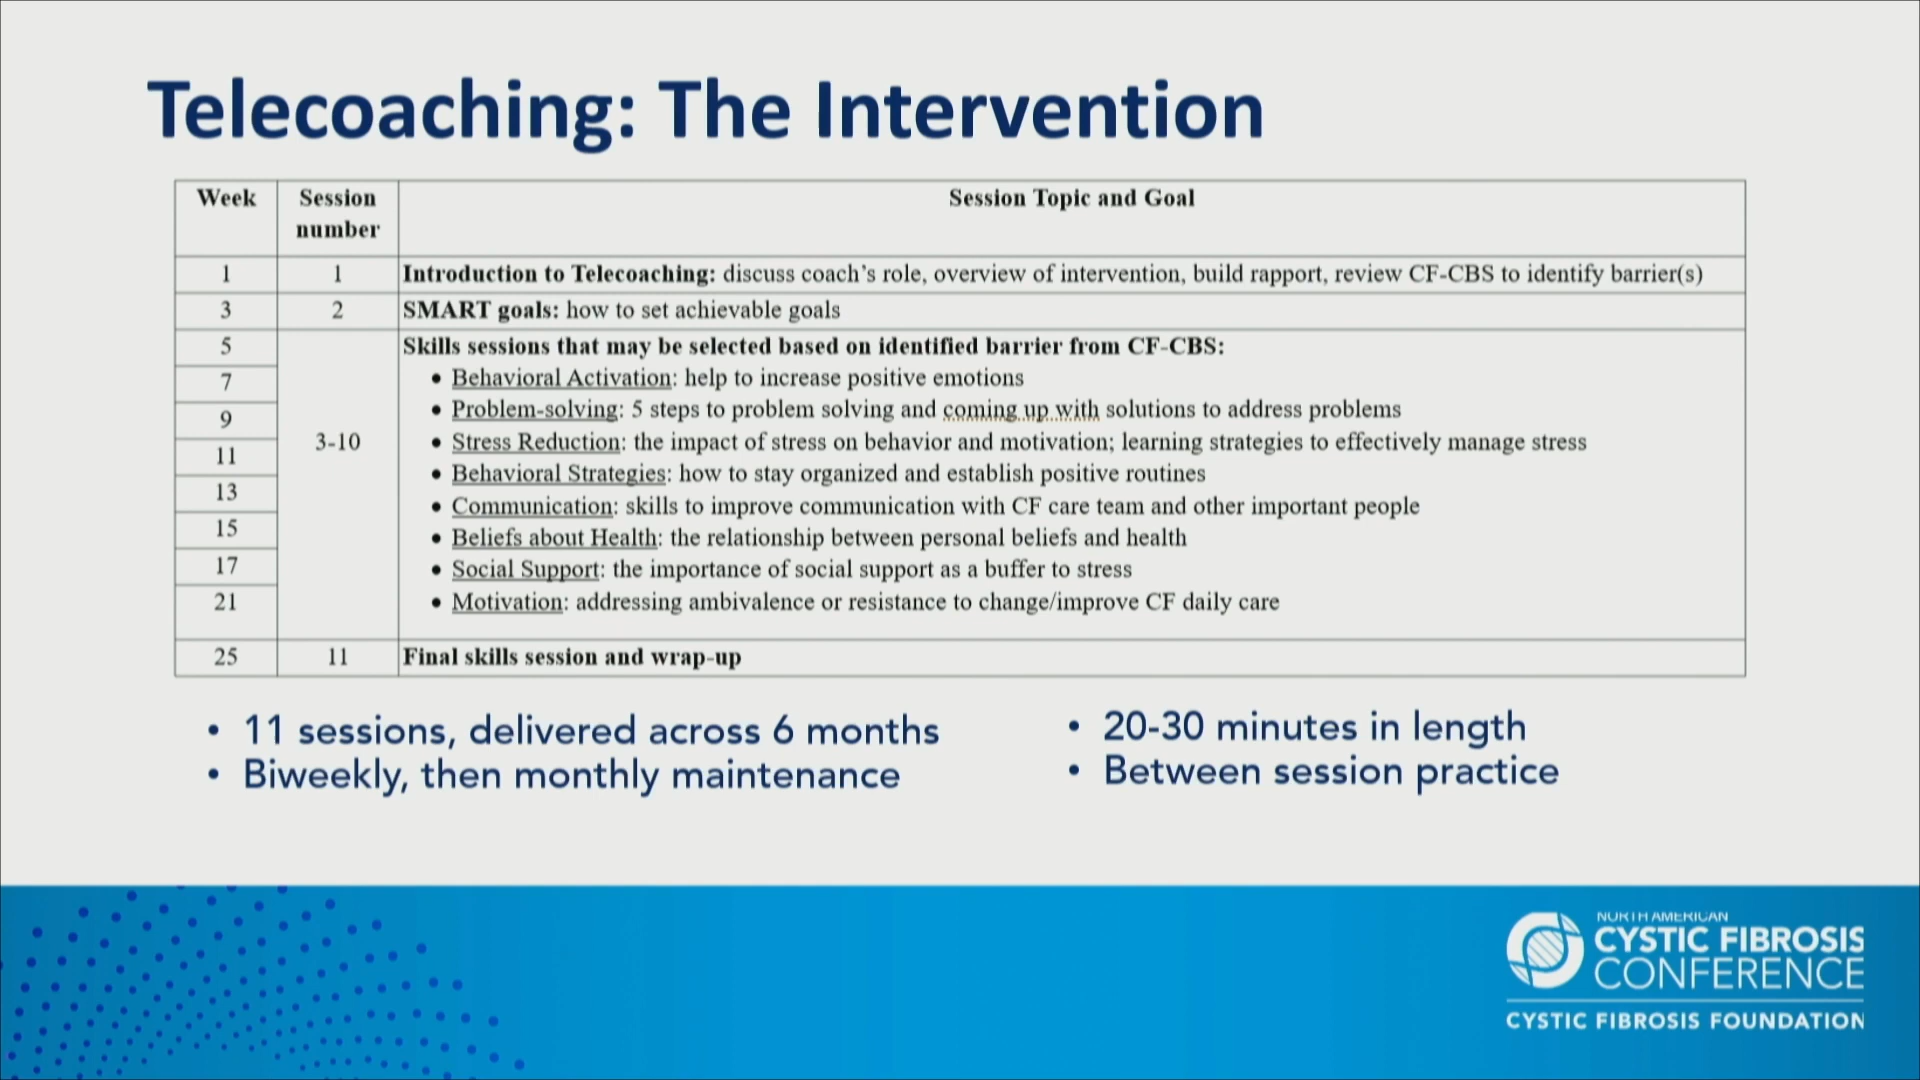 Telecoaching: The Intervention
Week
Session number
Session Topic and Goal
1
1
Introduction to Telecoaching: discuss coach's role, overview of intervention, build rapport, review CF-CBS to identify barrier(s)
3
2
SMART goals: how to set achievable goals
5
7
9
11
13
15
17
21
3-10
Skills sessions that may be selected based on identified barrier from CF-CBS:
• Behavioral Activation: help to increase positive emotions
• Problem-solving: 5 steps to problem solving and coming up with solutions to address problems
• Stress Reduction: the impact of stress on behavior and motivation; learning strategies to effectively manage stress
• Behavioral Strategies: how to stay organized and establish positive routines
• Communication: skills to improve communication with CF care team and other important people
• Beliefs about Health: the relationship between personal beliefs and health
• Social Support: the importance of social support as a buffer to stress
• Motivation: addressing ambivalence or resistance to change/improve CF daily care
25
11
Final skills session and wrap-up
• 11 sessions, delivered across 6 months
• Biweekly, then monthly maintenance
• 20-30 minutes in length
• Between session practice
NORTH AMERICAN
CYSTIC FIBROSIS
CONFERENCE
CYSTIC FIBROSIS FOUNDATION